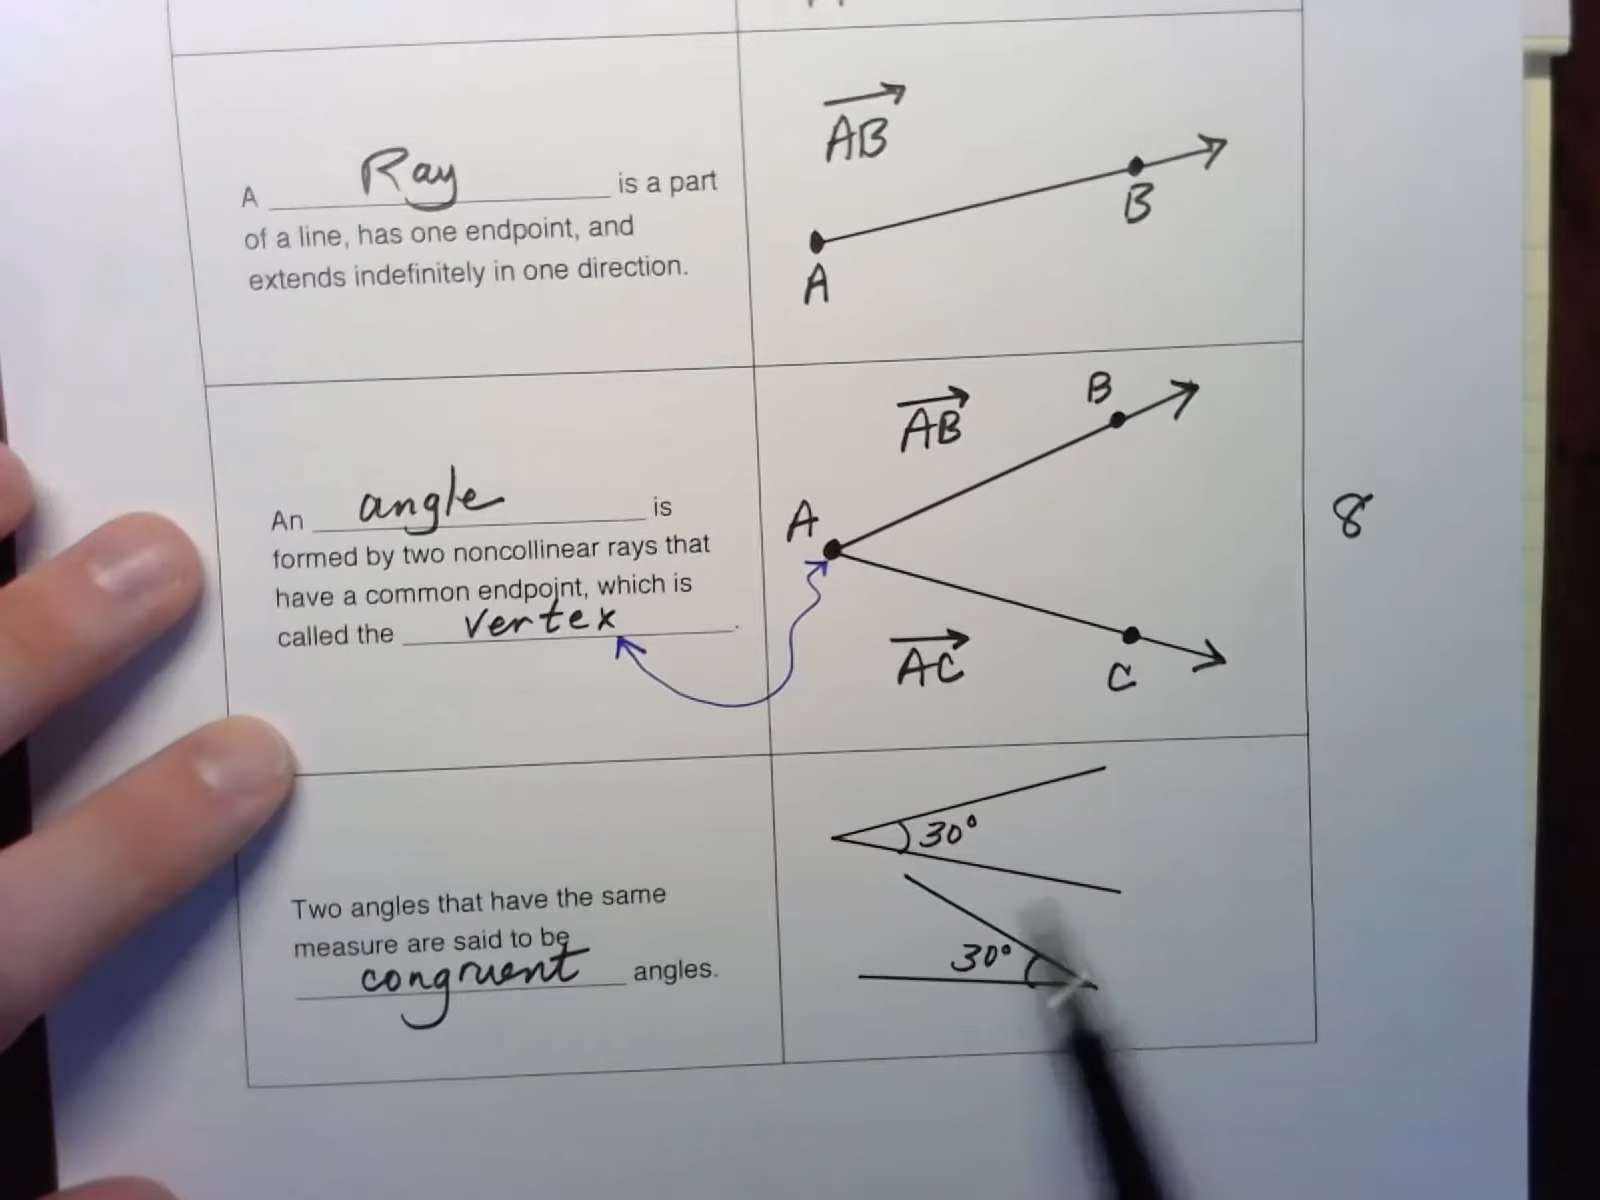 A Ray is a part
of a line, has one endpoint, and
extends indefinitely in one direction.
AB
A
B
An angle is
formed by two noncollinear rays that
have a common endpoint, which is
called the vertex.
AB
B
A
AC
C
8
Two angles that have the same
measure are said to be
congruent angles.
30°
30°